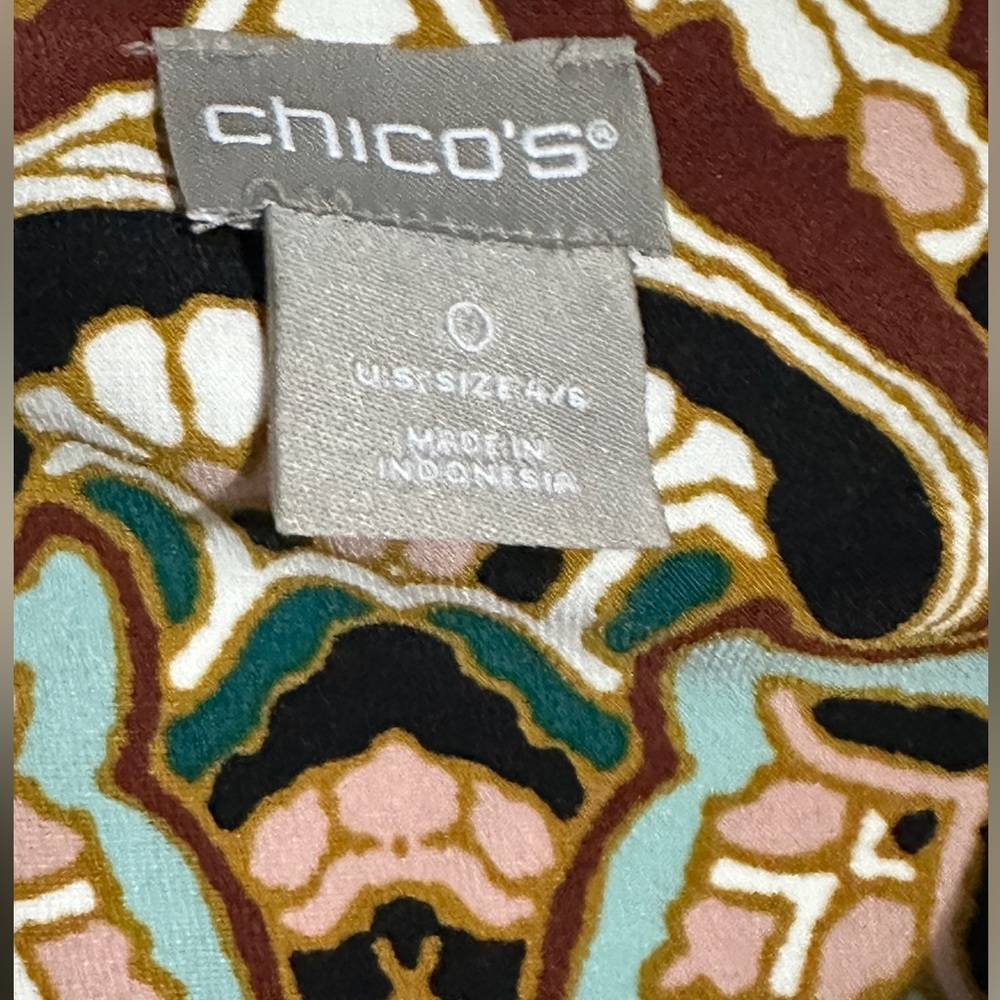 chico's®
0
U.S. SIZE 4/6
MADE IN
INDONESIA